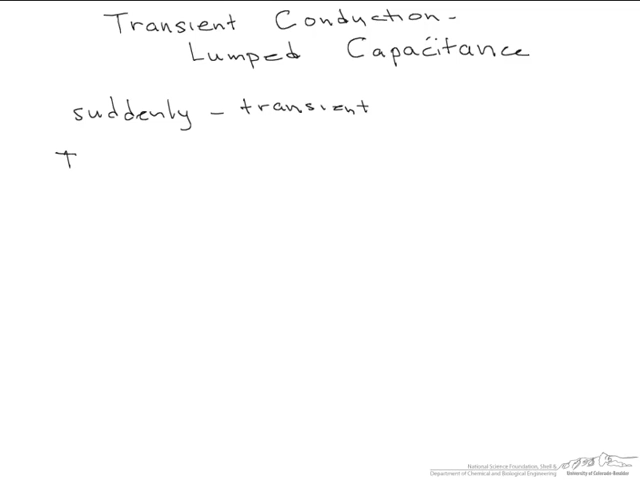 Transient Conduction -
Lumped Capacitance
suddenly - transient
T
National Science Foundation, Shell &
Department of Chemical and Biological Engineering
University of Colorado Boulder